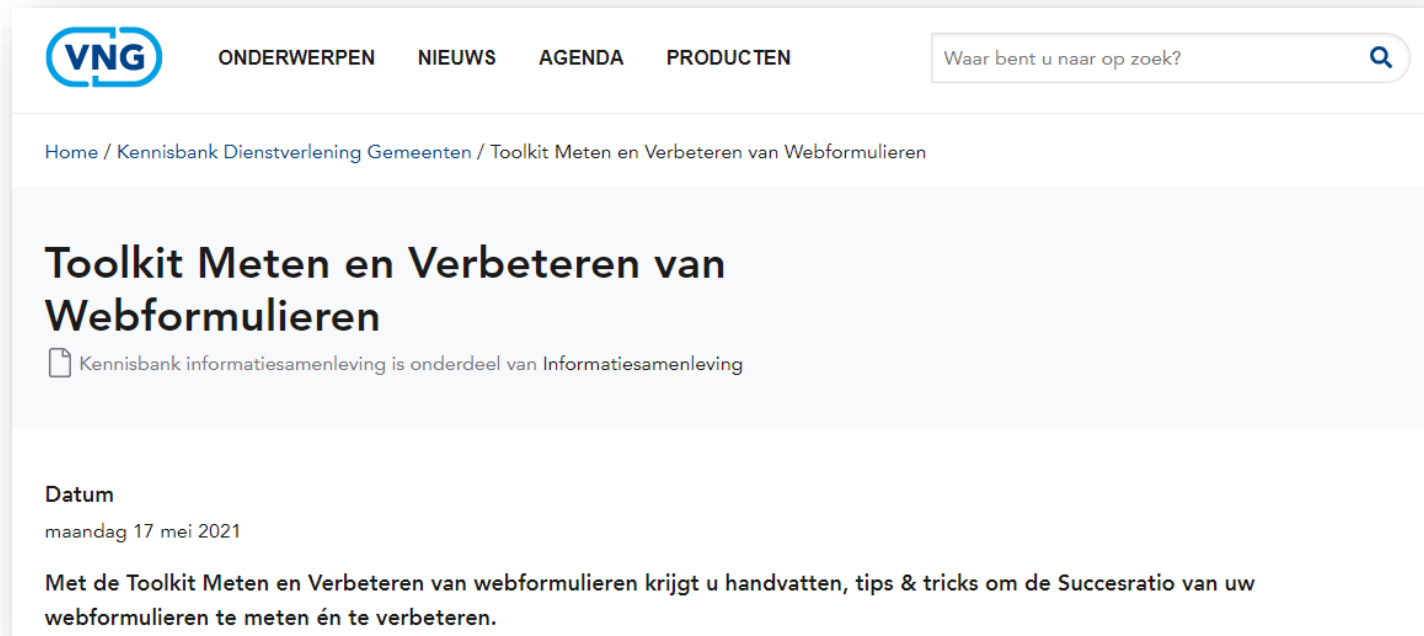 VNG
ONDERWERPEN NIEUWS AGENDA PRODUCTEN
Waar bent u naar op zoek?
Home / Kennisbank Dienstverlening Gemeenten / Toolkit Meten en Verbeteren van Webformulieren
Toolkit Meten en Verbeteren van
Webformulieren
Kennisbank informatiesamenleving is onderdeel van Informatiesamenleving
Datum
maandag 17 mei 2021
Met de Toolkit Meten en Verbeteren van webformulieren krijgt u handvatten, tips & tricks om de Succesratio van uw
webformulieren te meten én te verbeteren.